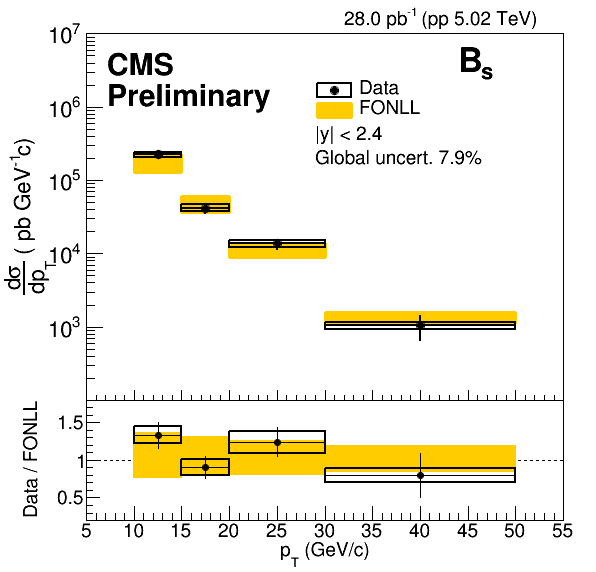 28.0 pb⁻¹ (pp 5.02 TeV)
10⁷
CMS
Preliminary
Bₛ
Data
FONLL
|y| < 2.4
Global uncert. 7.9%
10⁶
10⁵
10⁴
10³
dσ
dp_T
( pb GeV⁻¹c)
Data / FONLL
1.5
1
0.5
5 10 15 20 25 30 35 40 45 50 55
p_T (GeV/c)